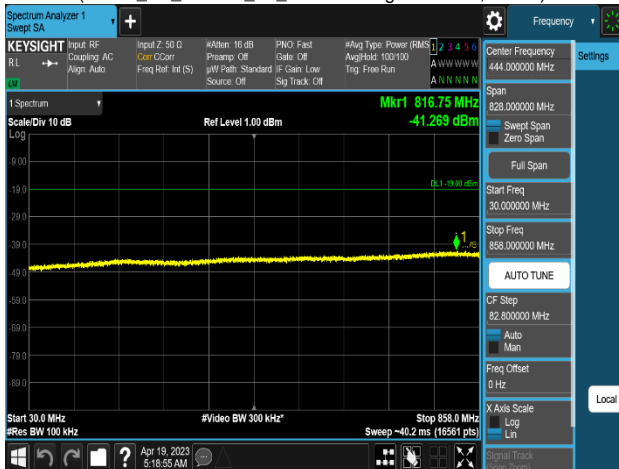 Spectrum Analyzer 1
Swept SA
+
Frequency
KEYSIGHT
RL
Input: RF
Coupling: AC
Align: Auto
Input Z: 50 Ω
Corr CCorr
Freq Ref: Int (S)
#Atten: 16 dB
Preamp: Off
µW Path: Standard
Source: Off
PNO: Fast
Gate: Off
IF Gain: Low
Sig Track: Off
#Avg Type: Power (RMS
Avg|Hold: 100/100
Trig: Free Run
1 2 3 4 5 6
A W W W W W
A N N N N N
1 Spectrum
Scale/Div 10 dB
Log
Ref Level 1.00 dBm
Mkr1 816.75 MHz
-41.269 dBm
-9.00
-19.0
-29.0
-39.0
-49.0
-59.0
-69.0
-79.0
-89.0
DL1 -19.00 dBm
1
Start 30.0 MHz
#Res BW 100 kHz
#Video BW 300 kHz*
Stop 858.0 MHz
Sweep ~40.2 ms (16561 pts)
Apr 19, 2023
5:18:55 AM
Center Frequency
444.000000 MHz
Span
828.000000 MHz
Swept Span
Zero Span
Full Span
Start Freq
30.000000 MHz
Stop Freq
858.000000 MHz
AUTO TUNE
CF Step
82.800000 MHz
Auto
Man
Freq Offset
0 Hz
X Axis Scale
Log
Lin
Signal Track
(Span Zoom)
Settings
Local